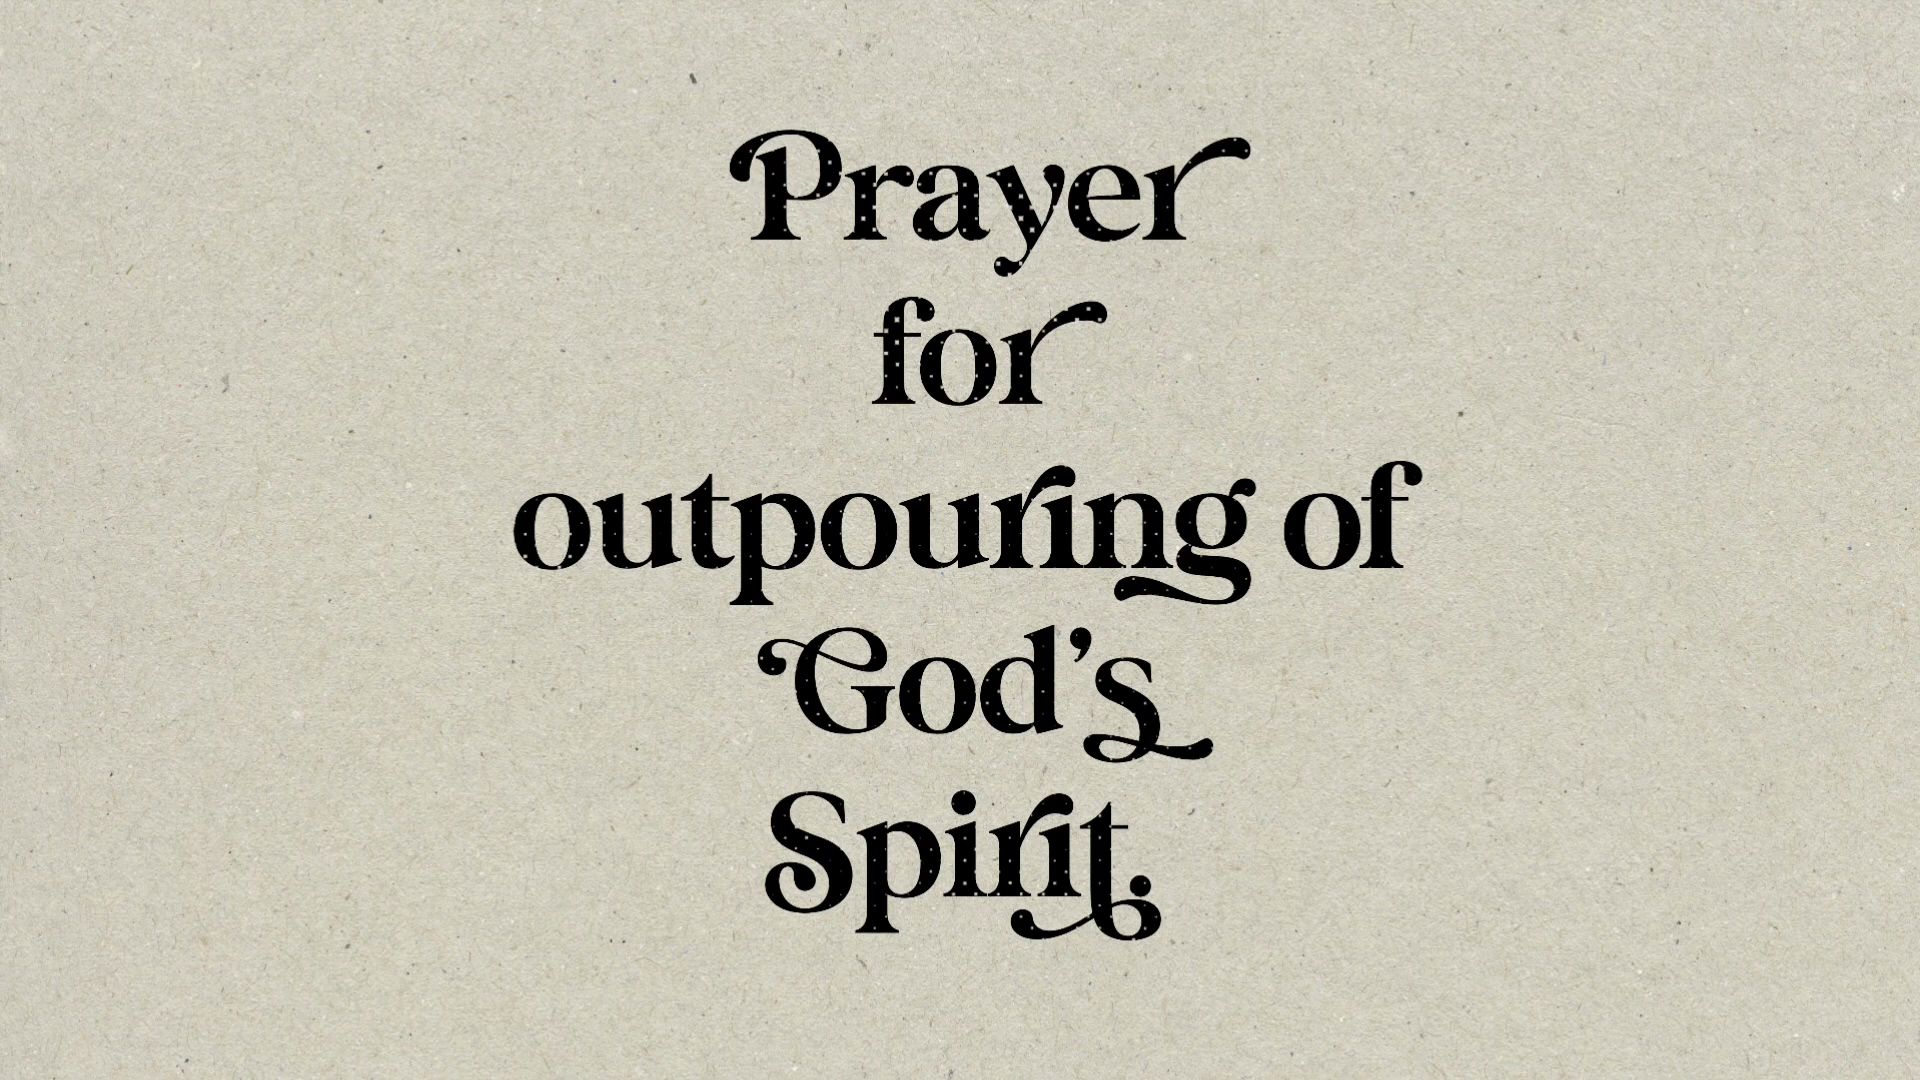 Prayer
for
outpouring of
God’s
Spirit.